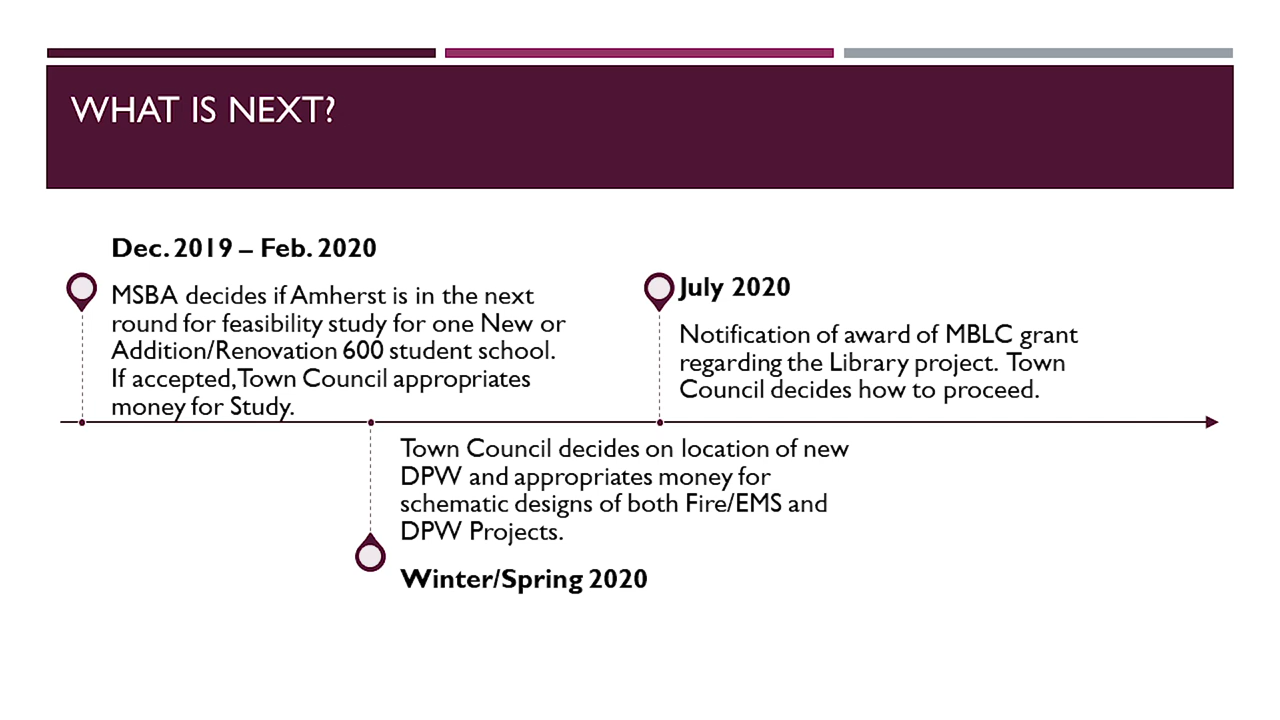 WHAT IS NEXT?
Dec. 2019 – Feb. 2020
MSBA decides if Amherst is in the next
round for feasibility study for one New or
Addition/Renovation 600 student school.
If accepted, Town Council appropriates
money for Study.
Town Council decides on location of new
DPW and appropriates money for
schematic designs of both Fire/EMS and
DPW Projects.
Winter/Spring 2020
July 2020
Notification of award of MBLC grant
regarding the Library project. Town
Council decides how to proceed.